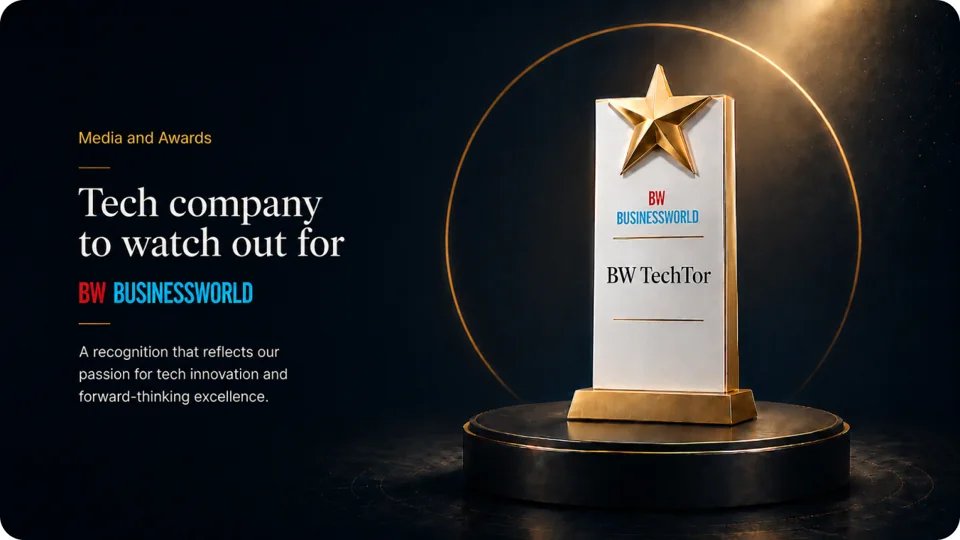 Media and Awards
Tech company
to watch out for
BW BUSINESSWORLD
A recognition that reflects our
passion for tech innovation and
forward-thinking excellence.
BW
BUSINESSWORLD
BW TechTor